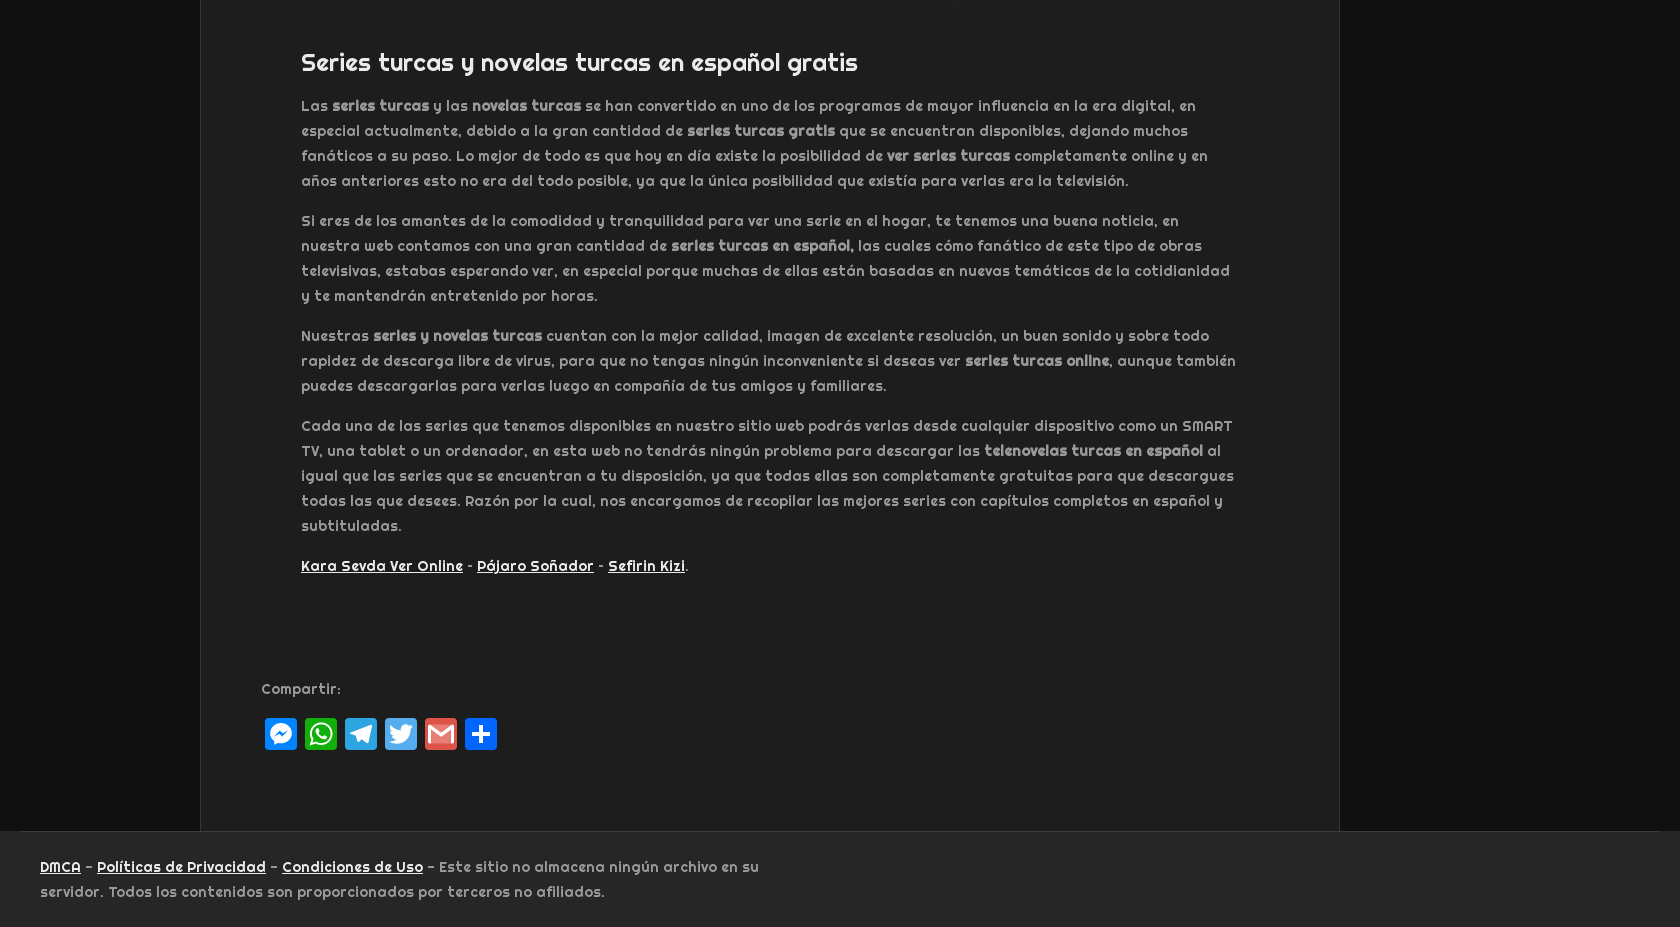 Series turcas y novelas turcas en español gratis
Las series turcas y las novelas turcas se han convertido en uno de los programas de mayor influencia en la era digital, en
especial actualmente, debido a la gran cantidad de series turcas gratis que se encuentran disponibles, dejando muchos
fanáticos a su paso. Lo mejor de todo es que hoy en día existe la posibilidad de ver series turcas completamente online y en
años anteriores esto no era del todo posible, ya que la única posibilidad que existía para verlas era la televisión.
Si eres de los amantes de la comodidad y tranquilidad para ver una serie en el hogar, te tenemos una buena noticia, en
nuestra web contamos con una gran cantidad de series turcas en español, las cuales cómo fanático de este tipo de obras
televisivas, estabas esperando ver, en especial porque muchas de ellas están basadas en nuevas temáticas de la cotidianidad
y te mantendrán entretenido por horas.
Nuestras series y novelas turcas cuentan con la mejor calidad, imagen de excelente resolución, un buen sonido y sobre todo
rapidez de descarga libre de virus, para que no tengas ningún inconveniente si deseas ver series turcas online, aunque también
puedes descargarlas para verlas luego en compañía de tus amigos y familiares.
Cada una de las series que tenemos disponibles en nuestro sitio web podrás verlas desde cualquier dispositivo como un SMART
TV, una tablet o un ordenador, en esta web no tendrás ningún problema para descargar las telenovelas turcas en español al
igual que las series que se encuentran a tu disposición, ya que todas ellas son completamente gratuitas para que descargues
todas las que desees. Razón por la cual, nos encargamos de recopilar las mejores series con capítulos completos en español y
subtituladas.
Kara Sevda Ver Online - Pájaro Soñador - Sefirin Kizi.
Compartir:
DMCA – Políticas de Privacidad – Condiciones de Uso – Este sitio no almacena ningún archivo en su
servidor. Todos los contenidos son proporcionados por terceros no afiliados.